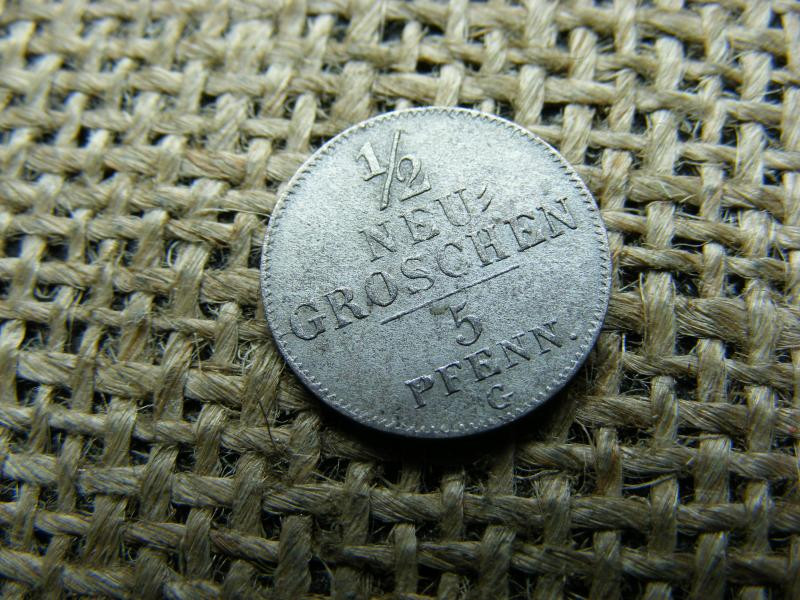 1/2
NEU=
GROSCHEN
5
PFENN.
G